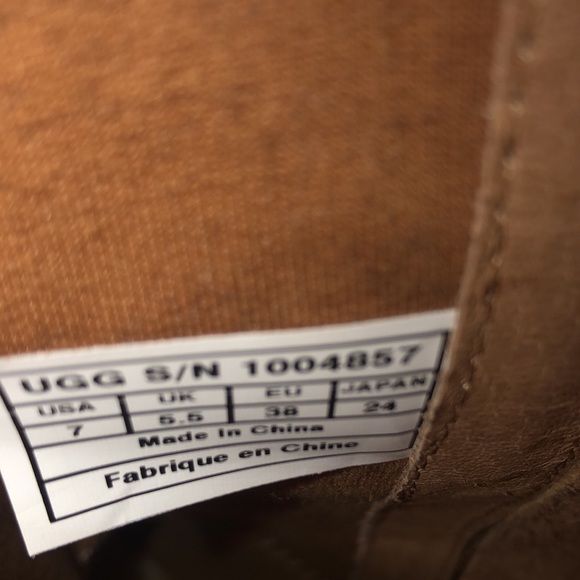 UGG S/N 1004857
USA UK EU JAPAN
7 5.5 38 24
Made in China
Fabrique en Chine